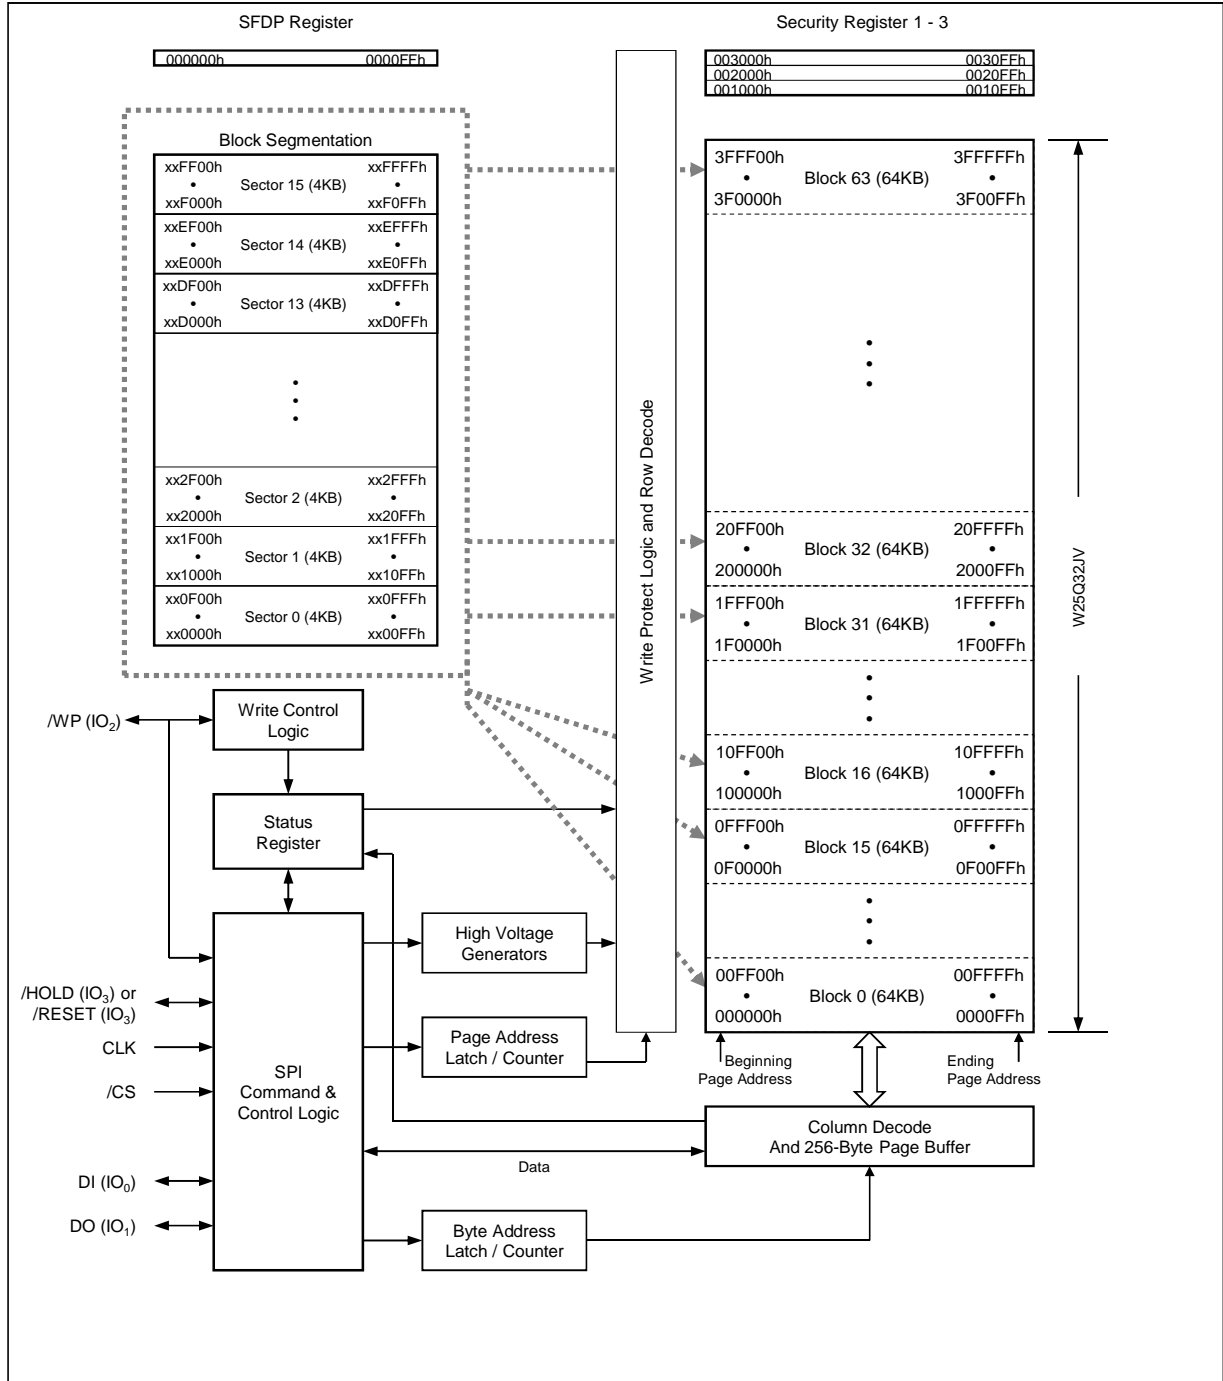 SFDP Register
000000h 0000FFh
Security Register 1 - 3
003000h 0030FFh
002000h 0020FFh
001000h 0010FFh
Block Segmentation
xxFF00h xxFFFFh
• Sector 15 (4KB) •
xxF000h xxF0FFh
xxEF00h xxEFFFh
• Sector 14 (4KB) •
xxE000h xxE0FFh
xxDF00h xxDFFFh
• Sector 13 (4KB) •
xxD000h xxD0FFh
xx2F00h xx2FFFh
• Sector 2 (4KB) •
xx2000h xx20FFh
xx1F00h xx1FFFh
• Sector 1 (4KB) •
xx1000h xx10FFh
xx0F00h xx0FFFh
• Sector 0 (4KB) •
xx0000h xx00FFh
Write Protect Logic and Row Decode
3FFF00h 3FFFFFh
• Block 63 (64KB) •
3F0000h 3F00FFh
20FF00h 20FFFFh
• Block 32 (64KB) •
200000h 2000FFh
1FFF00h 1FFFFFh
• Block 31 (64KB) •
1F0000h 1F00FFh
10FF00h 10FFFFh
• Block 16 (64KB) •
100000h 1000FFh
0FFF00h 0FFFFFh
• Block 15 (64KB) •
0F0000h 0F00FFh
00FF00h 00FFFFh
• Block 0 (64KB) •
000000h 0000FFh
W25Q32JV
Beginning
Page Address
Ending
Page Address
/WP (IO2)
Write Control
Logic
Status
Register
/HOLD (IO3) or
/RESET (IO3)
CLK
/CS
DI (IO0)
DO (IO1)
SPI
Command &
Control Logic
High Voltage
Generators
Page Address
Latch / Counter
Column Decode
And 256-Byte Page Buffer
Data
Byte Address
Latch / Counter